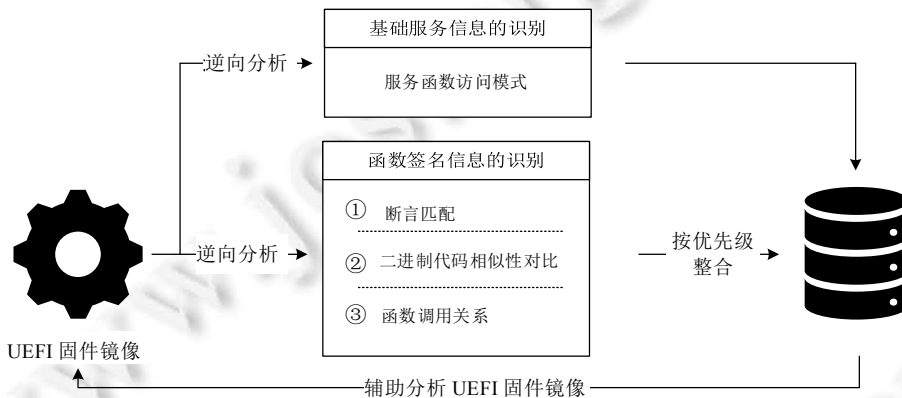 基础服务信息的识别
逆向分析
服务函数访问模式
函数签名信息的识别
① 断言匹配
逆向分析
② 二进制代码相似性对比
按优先级
整合
③ 函数调用关系
UEFI 固件镜像
辅助分析 UEFI 固件镜像